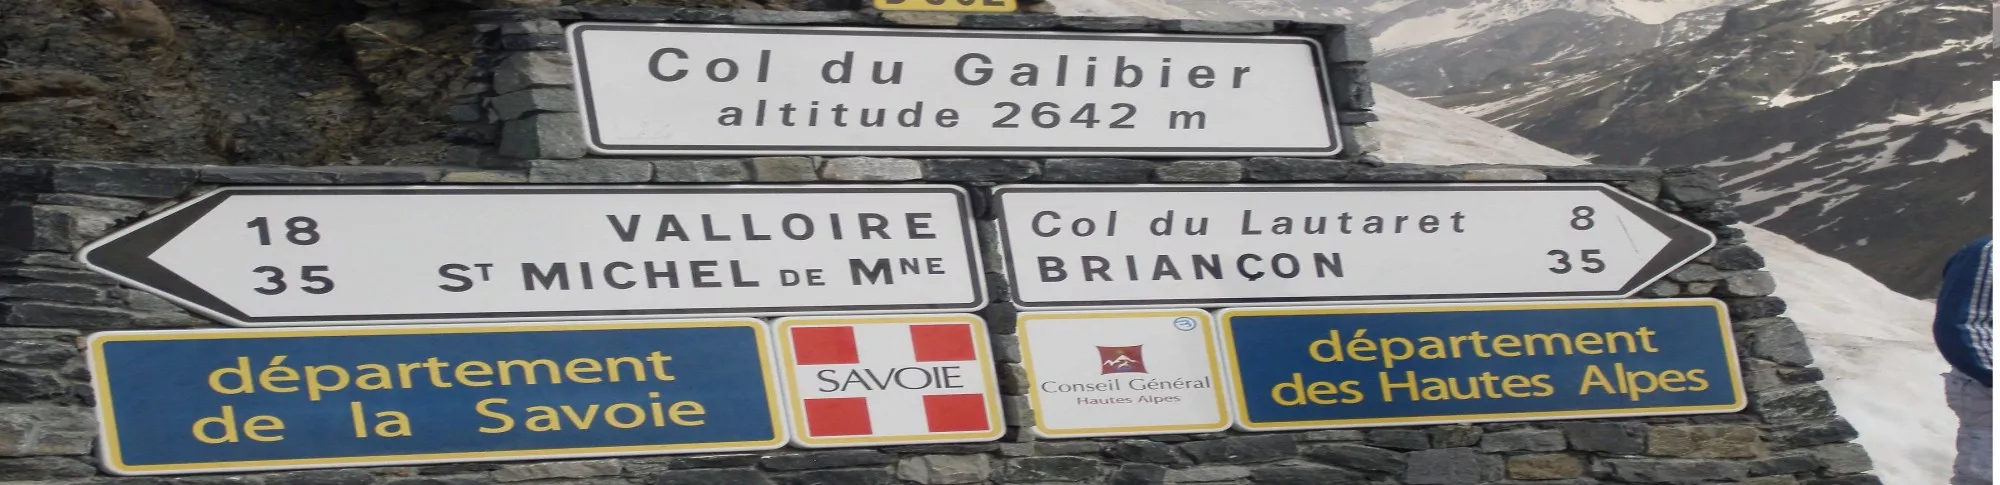 Col du Galibier
altitude 2642 m
18 VALLOIRE
35 Sᵀ MICHEL DE Mᴺᴱ
Col du Lautaret 8
BRIANÇON 35
département
de la Savoie
SAVOIE
Conseil Général
Hautes Alpes
département
des Hautes Alpes